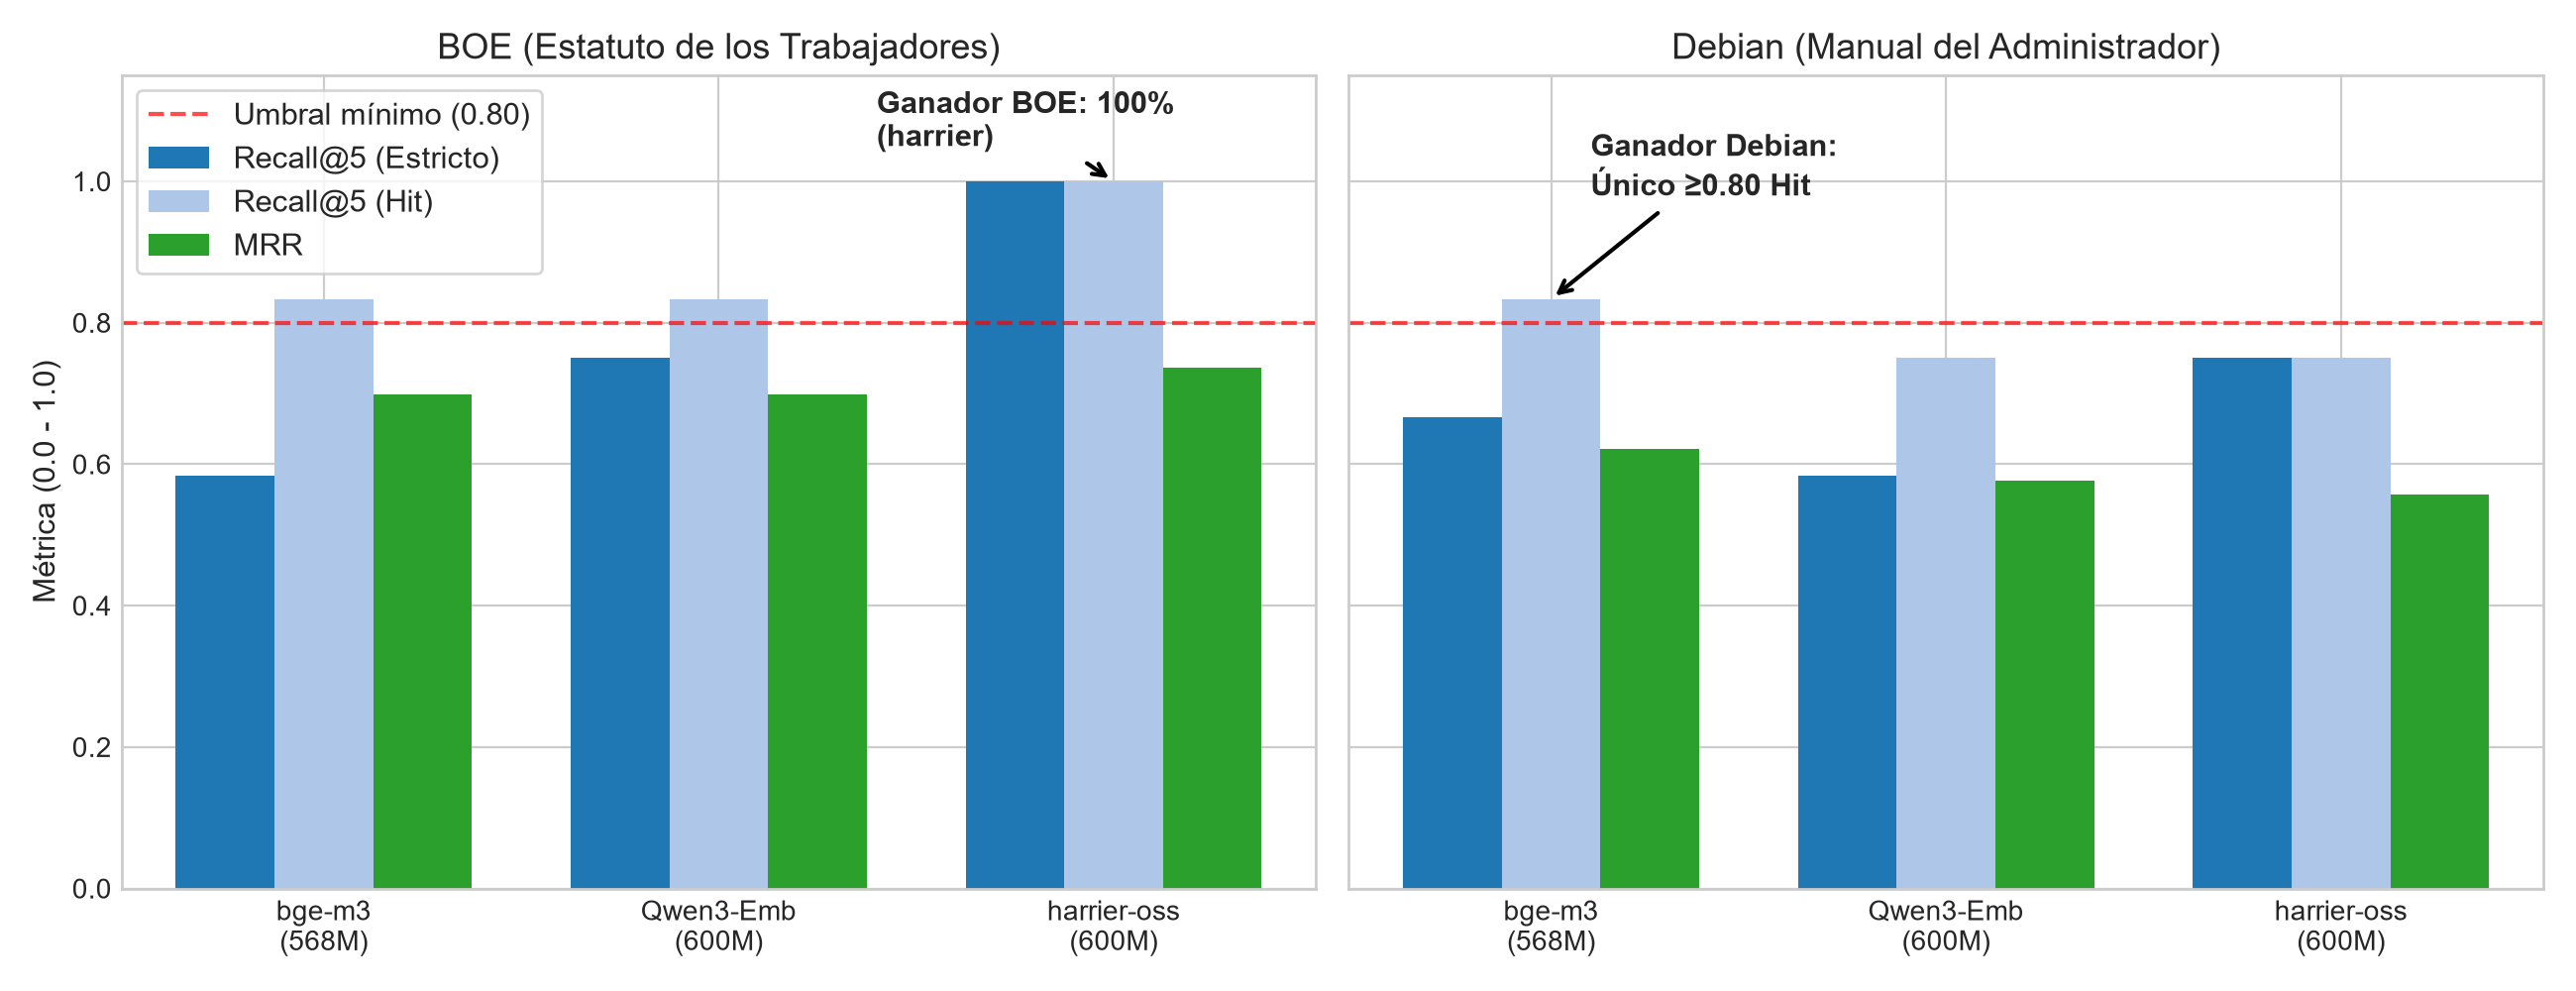 BOE (Estatuto de los Trabajadores)
Umbral mínimo (0.80)
Recall@5 (Estricto)
Recall@5 (Hit)
MRR
Ganador BOE: 100%
(harrier)
Métrica (0.0 - 1.0)
1.0
0.8
0.6
0.4
0.2
0.0
bge-m3
(568M)
Qwen3-Emb
(600M)
harrier-oss
(600M)
Debian (Manual del Administrador)
Ganador Debian:
Único ≥0.80 Hit
bge-m3
(568M)
Qwen3-Emb
(600M)
harrier-oss
(600M)